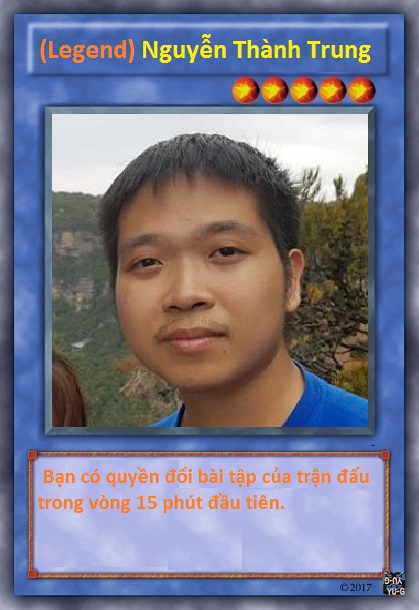 (Legend) Nguyễn Thành Trung
Bạn có quyền đổi bài tập của trận đấu
trong vòng 15 phút đầu tiên.
©2017
YU-G